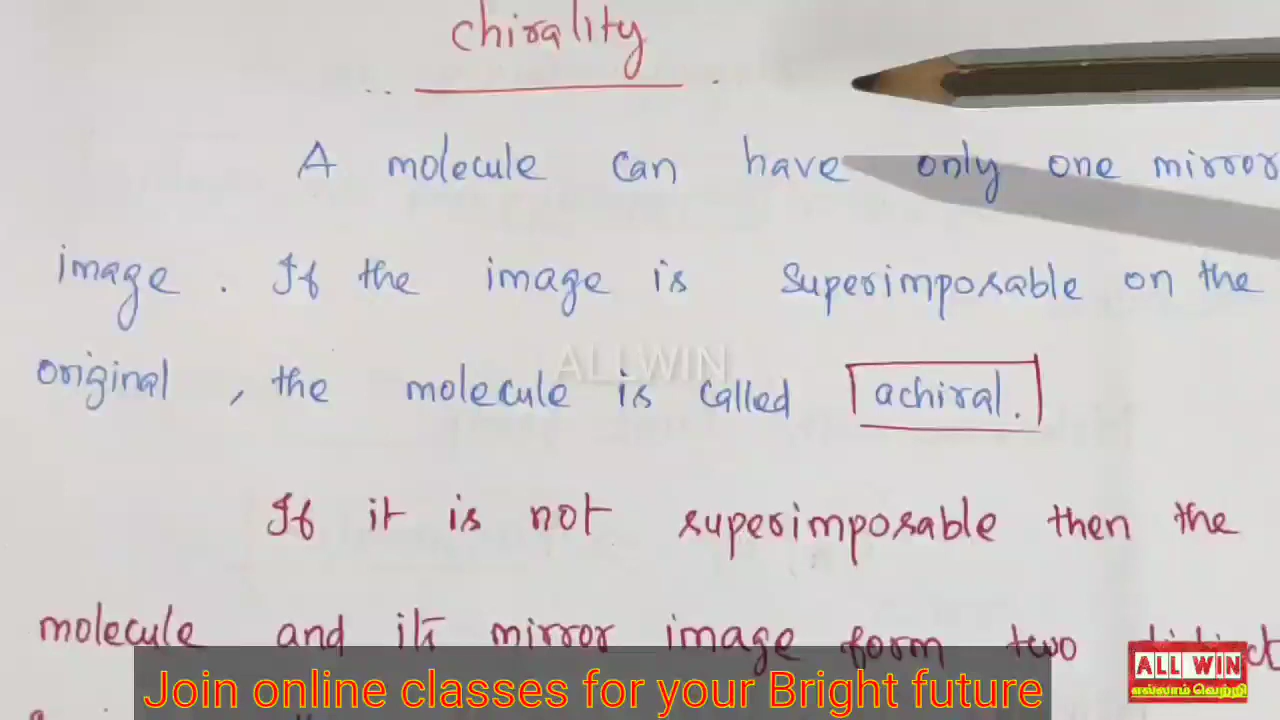 chirality
A molecule can have only one mirror
image. If the image is superimposable on the
original, the molecule is called achiral.
ALLWIN
If it is not superimposable then the
molecule and its mirror image form two
Join online classes for your Bright future
ALL WIN
எல்லாம் வெற்றி